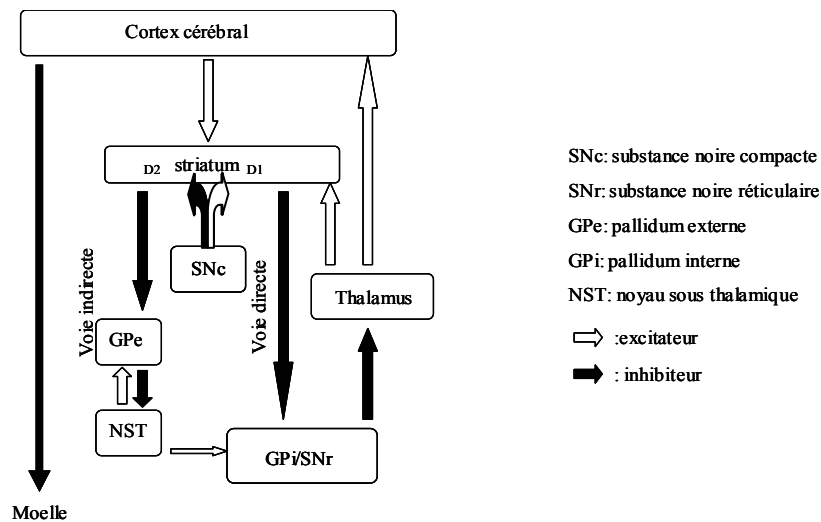 Cortex cérébral
D2 striatum D1
SNc
Voie indirecte
Voie directe
Thalamus
GPe
NST
GPi/SNr
Moelle
SNc: substance noire compacte
SNr: substance noire réticulaire
GPe: pallidum externe
GPi: pallidum interne
NST: noyau sous thalamique
:excitateur
: inhibiteur